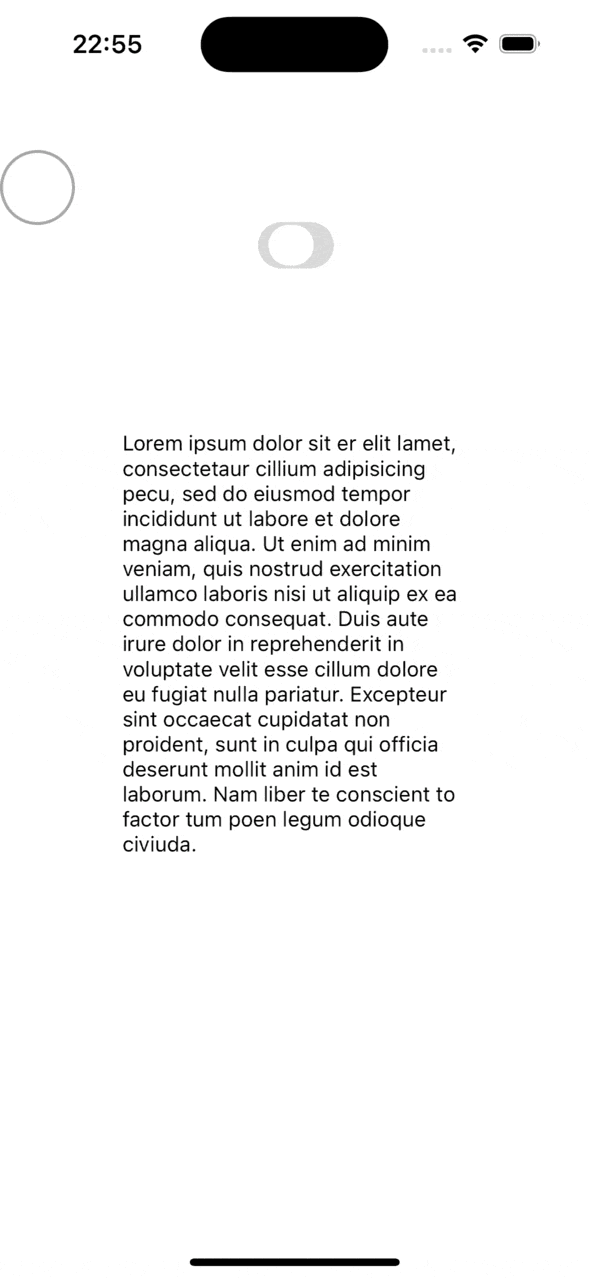 22:55
Lorem ipsum dolor sit er elit lamet,
consectetaur cillium adipisicing
pecu, sed do eiusmod tempor
incididunt ut labore et dolore
magna aliqua. Ut enim ad minim
veniam, quis nostrud exercitation
ullamco laboris nisi ut aliquip ex ea
commodo consequat. Duis aute
irure dolor in reprehenderit in
voluptate velit esse cillum dolore
eu fugiat nulla pariatur. Excepteur
sint occaecat cupidatat non
proident, sunt in culpa qui officia
deserunt mollit anim id est
laborum. Nam liber te conscient to
factor tum poen legum odioque
civiuda.